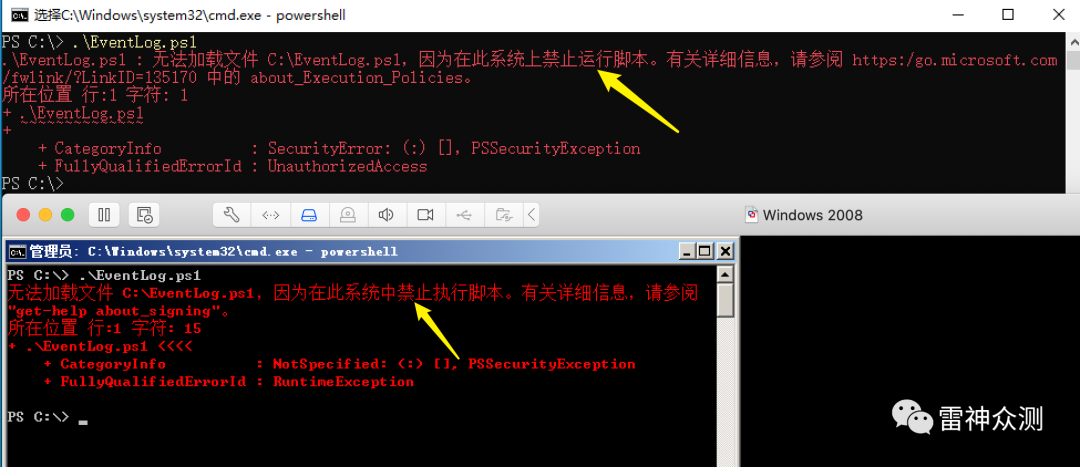 选择C:\Windows\system32\cmd.exe - powershell
PS C:\> .\EventLog.ps1
.\EventLog.ps1 : 无法加载文件 C:\EventLog.ps1，因为在此系统上禁止运行脚本。有关详细信息，请参阅 https:/go.microsoft.com
/fwlink/?LinkID=135170 中的 about_Execution_Policies。
所在位置 行:1 字符: 1
+ .\EventLog.ps1
+ ~~~~~~~~~~~~~~
+ CategoryInfo : SecurityError: (:) [], PSSecurityException
+ FullyQualifiedErrorId : UnauthorizedAccess
PS C:\>
Windows 2008
管理员: C:\Windows\system32\cmd.exe - powershell
PS C:\> .\EventLog.ps1
无法加载文件 C:\EventLog.ps1，因为在此系统中禁止执行脚本。有关详细信息，请参阅
"get-help about_signing"。
所在位置 行:1 字符: 15
+ .\EventLog.ps1 <<<<
+ CategoryInfo : NotSpecified: (:) [], PSSecurityException
+ FullyQualifiedErrorId : RuntimeException
PS C:\>
雷神众测